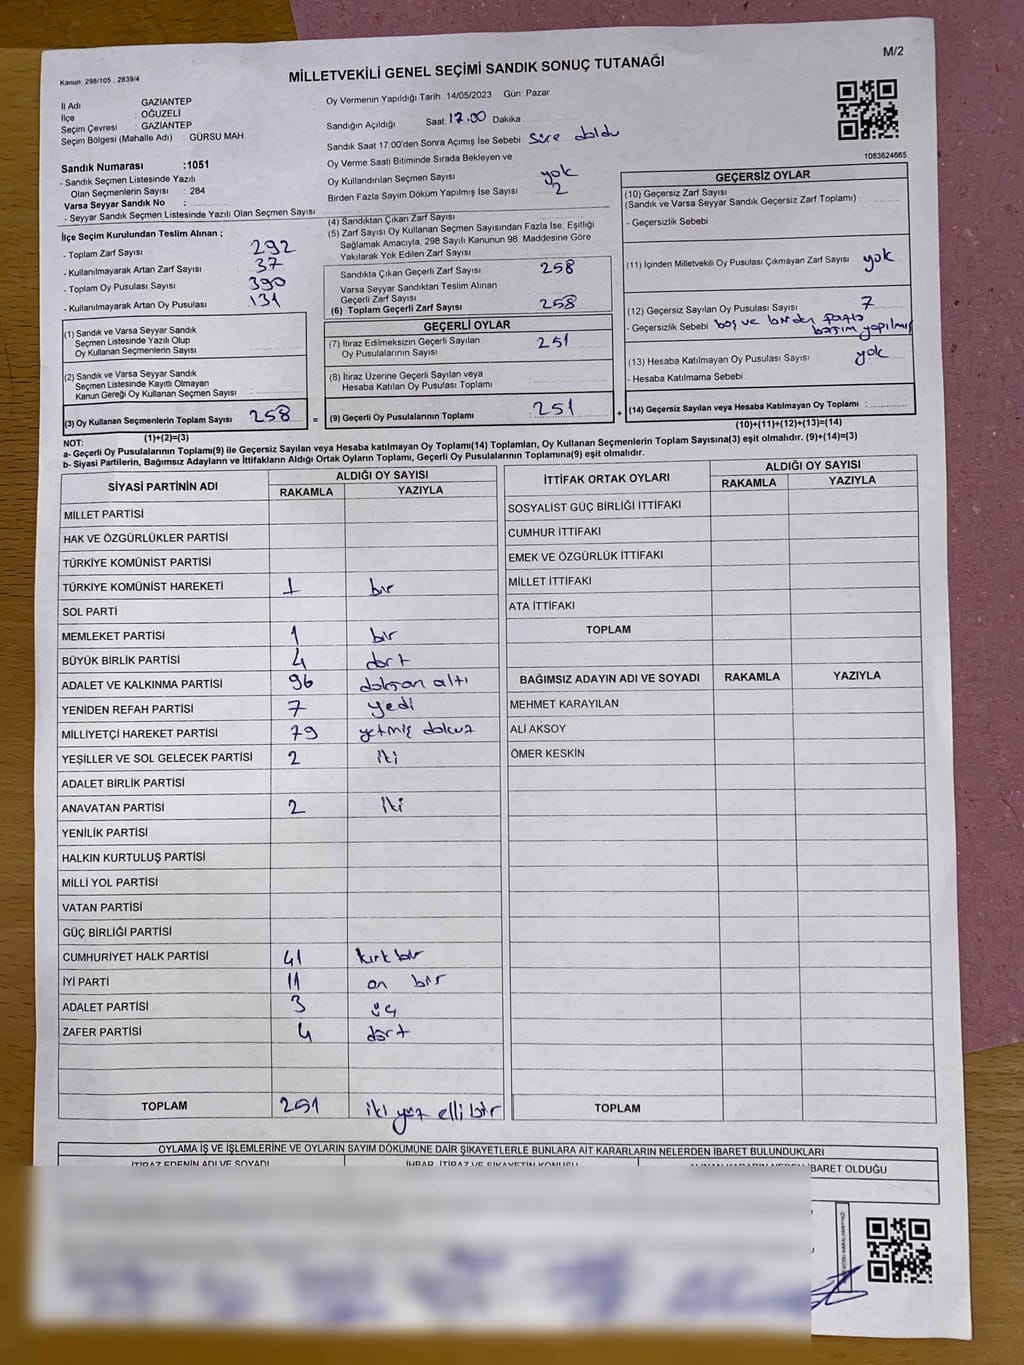 Kanun: 298/105 , 2839/4
MİLLETVEKİLİ GENEL SEÇİMİ SANDIK SONUÇ TUTANAĞI
M/2
İl Adı : GAZIANTEP
İlçe : OĞUZELİ
Seçim Çevresi : GAZIANTEP
Seçim Bölgesi (Mahalle Adı) : GÜRSU MAH
Sandık Numarası :1051
- Sandık Seçmen Listesinde Yazılı
Olan Seçmenlerin Sayısı : 284
Varsa Seyyar Sandık No :
- Seyyar Sandık Seçmen Listesinde Yazılı Olan Seçmen Sayısı:
İlçe Seçim Kurulundan Teslim Alınan ;
- Toplam Zarf Sayısı 292
- Kullanılmayarak Artan Zarf Sayısı 37
- Toplam Oy Pusulası Sayısı 390
- Kullanılmayarak Artan Oy Pusulası 131
(1) Sandık ve Varsa Seyyar Sandık
Seçmen Listesinde Yazılı Olup
Oy Kullanan Seçmenlerin Sayısı
(2) Sandık ve Varsa Seyyar Sandık
Seçmen Listesinde Kayıtlı Olmayan
Kanun Gereği Oy Kullanan Seçmen Sayısı
(3) Oy Kullanan Seçmenlerin Toplam Sayısı 258
(1)+(2)=(3)
Oy Vermenin Yapıldığı Tarih :14/05/2023 Gün: Pazar
Sandığın Açıldığı Saat: 17.00 Dakika
Sandık Saat 17:00'den Sonra Açımış İse Sebebi Süre doldu
Oy Verme Saati Bitiminde Sırada Bekleyen ve
Oy Kullandırılan Seçmen Sayısı yok
Birden Fazla Sayım Döküm Yapılmış İse Sayısı 2
(4) Sandıktan Çıkan Zarf Sayısı
(5) Zarf Sayısı Oy Kullanan Seçmen Sayısından Fazla İse, Eşitliği
Sağlamak Amacıyla, 298 Sayılı Kanunun 98. Maddesine Göre
Yakılarak Yok Edilen Zarf Sayısı
Sandıkta Çıkan Geçerli Zarf Sayısı 258
Varsa Seyyar Sandıktan Teslim Alınan
Geçerli Zarf Sayısı
(6) Toplam Geçerli Zarf Sayısı 258
GEÇERLİ OYLAR
(7) İtiraz Edilmeksizin Geçerli Sayılan
Oy Pusulalarının Sayısı 251
(8) İtiraz Üzerine Geçerli Sayılan veya
Hesaba Katılan Oy Pusulası Toplamı
= (9) Geçerli Oy Pusulalarının Toplamı 251 +
1083624665
GEÇERSİZ OYLAR
(10) Geçersiz Zarf Sayısı
(Sandık ve Varsa Seyyar Sandık Geçersiz Zarf Toplamı) :
- Geçersizlik Sebebi :
(11) İçinden Milletvekili Oy Pusulası Çıkmayan Zarf Sayısı yok
(12) Geçersiz Sayılan Oy Pusulası Sayısı 7
- Geçersizlik Sebebi boş ve birden fazla
basım yapılmış
(13) Hesaba Katılmayan Oy Pusulası Sayısı yok
- Hesaba Katılmama Sebebi :
(14) Geçersiz Sayılan veya Hesaba Katılmayan Oy Toplamı :
(10)+(11)+(12)+(13)=(14)
NOT:
a- Geçerli Oy Pusulalarının Toplamı(9) ile Geçersiz Sayılan veya Hesaba katılmayan Oy Toplamı(14) Toplamları, Oy Kullanan Seçmenlerin Toplam Sayısına(3) eşit olmalıdır. (9)+(14)=(3)
b- Siyasi Partilerin, Bağımsız Adayların ve İttifakların Aldığı Ortak Oyların Toplamı, Geçerli Oy Pusulalarının Toplamına(9) eşit olmalıdır.
SİYASİ PARTİNİN ADI ALDIĞI OY SAYISI
RAKAMLA YAZIYLA
MİLLET PARTİSİ
HAK VE ÖZGÜRLÜKLER PARTİSİ
TÜRKİYE KOMÜNİST PARTİSİ
TÜRKİYE KOMÜNİST HAREKETİ 1 bir
SOL PARTİ
MEMLEKET PARTİSİ 1 bir
BÜYÜK BİRLİK PARTİSİ 4 dört
ADALET VE KALKINMA PARTİSİ 96 doksan altı
YENİDEN REFAH PARTİSİ 7 yedi
MİLLİYETÇİ HAREKET PARTİSİ 79 yetmiş dokuz
YEŞİLLER VE SOL GELECEK PARTİSİ 2 iki
ADALET BİRLİK PARTİSİ
ANAVATAN PARTİSİ 2 iki
YENİLİK PARTİSİ
HALKIN KURTULUŞ PARTİSİ
MİLLİ YOL PARTİSİ
VATAN PARTİSİ
GÜÇ BİRLİĞİ PARTİSİ
CUMHURİYET HALK PARTİSİ 41 kırk bir
İYİ PARTİ 11 on bir
ADALET PARTİSİ 3 üç
ZAFER PARTİSİ 4 dört
TOPLAM 251 iki yüz elli bir
İTTİFAK ORTAK OYLARI ALDIĞI OY SAYISI
RAKAMLA YAZIYLA
SOSYALİST GÜÇ BİRLİĞİ İTTİFAKI
CUMHUR İTTİFAKI
EMEK VE ÖZGÜRLÜK İTTİFAKI
MİLLET İTTİFAKI
ATA İTTİFAKI
TOPLAM
BAĞIMSIZ ADAYIN ADI VE SOYADI RAKAMLA YAZIYLA
MEHMET KARAYILAN
ALİ AKSOY
ÖMER KESKİN
TOPLAM
OYLAMA İŞ VE İŞLEMLERİNE VE OYLARIN SAYIM DÖKÜMÜNE DAİR ŞİKAYETLERLE BUNLARA AİT KARARLARIN NELERDEN İBARET BULUNDUKLARI
İTİRAZ EDENİN ADI VE SOYADI İHBAR, İTİRAZ VE ŞİKAYETİN KONUSU İBARET OLDUĞU